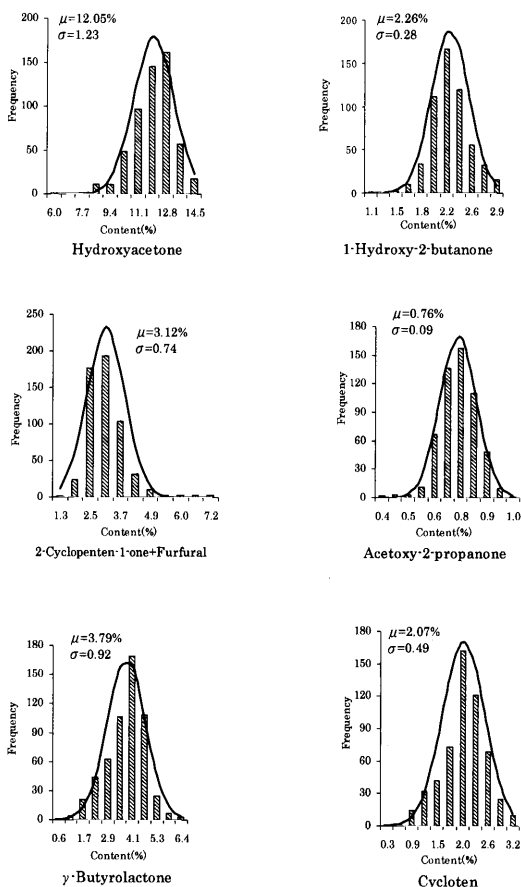 μ=12.05%
σ=1.23
200
150
100
50
0
Frequency
6.0 7.7 9.4 11.1 12.8 14.5
Content(%)
Hydroxyacetone
μ=2.26%
σ=0.28
200
150
100
50
0
Frequency
1.1 1.5 1.8 2.2 2.6 2.9
Content(%)
1-Hydroxy-2-butanone
μ=3.12%
σ=0.74
250
200
150
100
50
0
Frequency
1.3 2.5 3.7 4.9 6.0 7.2
Content(%)
2-Cyclopenten-1-one+Furfural
μ=0.76%
σ=0.09
180
150
120
90
60
30
0
Frequency
0.4 0.5 0.6 0.8 0.9 1.0
Content(%)
Acetoxy-2-propanone
μ=3.79%
σ=0.92
180
150
120
90
60
30
0
Frequency
0.6 1.7 2.9 4.1 5.3 6.4
Content(%)
γ-Butyrolactone
μ=2.07%
σ=0.49
180
150
120
90
60
30
0
Frequency
0.3 0.9 1.5 2.0 2.6 3.2
Content(%)
Cycloten